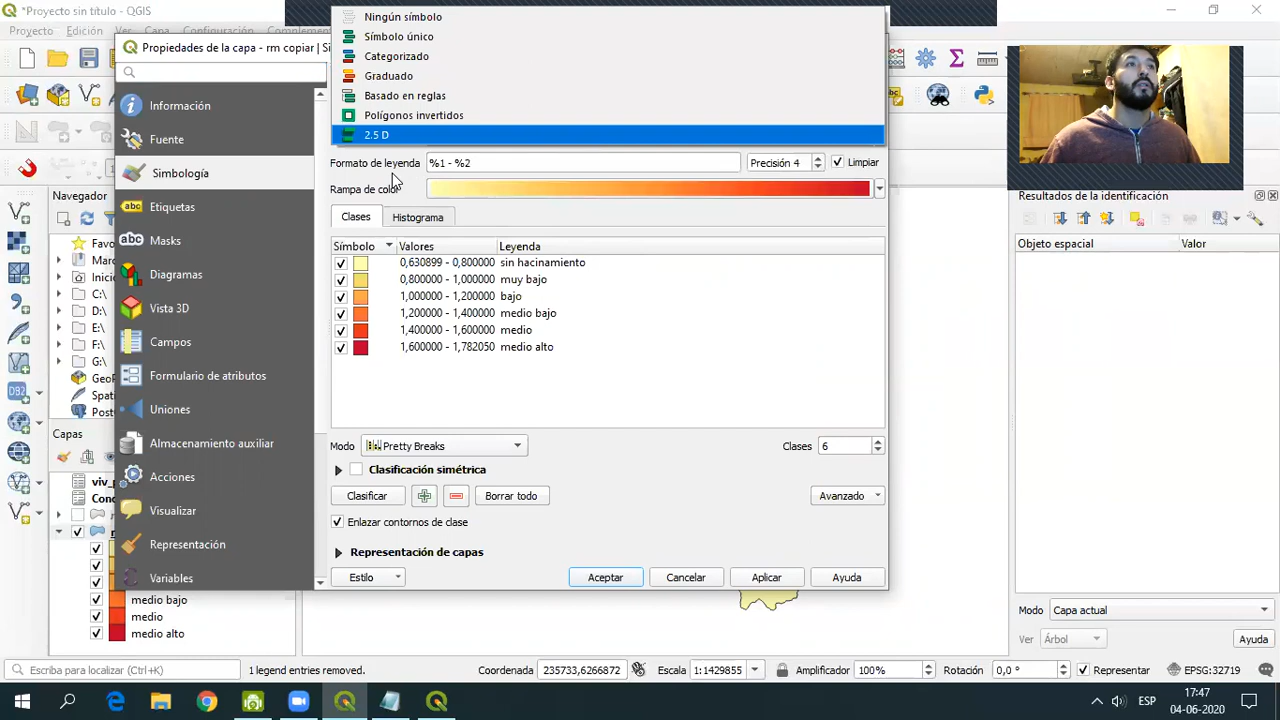 *Proyecto sin título - QGIS
Proyecto Edición Ver Capa Configuración Complementos
Propiedades de la capa - rm copiar | Si
Información
Fuente
Simbología
Etiquetas
Masks
Diagramas
Vista 3D
Campos
Formulario de atributos
Uniones
Almacenamiento auxiliar
Acciones
Visualizar
Representación
Variables
Ningún símbolo
Símbolo único
Categorizado
Graduado
Basado en reglas
Polígonos invertidos
2.5 D
Formato de leyenda %1 - %2 Precisión 4 Limpiar
Rampa de color
Clases Histograma
Símbolo Valores Leyenda
0,630899 - 0,800000 sin hacinamiento
0,800000 - 1,000000 muy bajo
1,000000 - 1,200000 bajo
1,200000 - 1,400000 medio bajo
1,400000 - 1,600000 medio
1,600000 - 1,782050 medio alto
Modo Pretty Breaks Clases 6
Clasificación simétrica
Clasificar Borrar todo Avanzado
Enlazar contornos de clase
Representación de capas
Estilo Aceptar Cancelar Aplicar Ayuda
Navegador
C:\
D:\
E:\
F:\
G:\
Capas
medio bajo
medio
medio alto
Resultados de la identificación
Objeto espacial Valor
Modo Capa actual
Ver Árbol Ayuda
Escriba para localizar (Ctrl+K) 1 legend entries removed. Coordenada 235733,6266872 Escala 1:1429855 Amplificador 100% Rotación 0,0 ° Representar EPSG:32719
ESP 17:47
04-06-2020